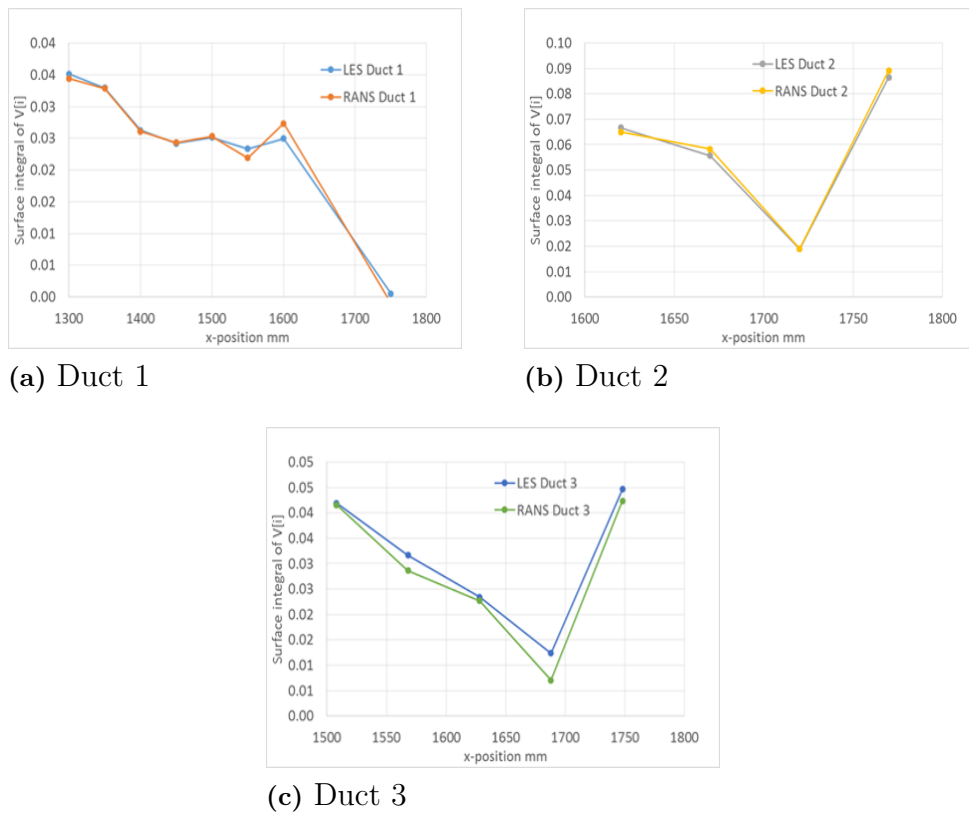 0.04
0.04
0.03
0.03
0.02
0.02
0.01
0.01
0.00
Surface integral of V[i]
LES Duct 1
RANS Duct 1
1300 1400 1500 1600 1700 1800
x-position mm
(a) Duct 1
0.10
0.09
0.08
0.07
0.06
0.05
0.04
0.03
0.02
0.01
0.00
Surface integral of V[i]
LES Duct 2
RANS Duct 2
1600 1650 1700 1750 1800
x-position mm
(b) Duct 2
0.05
0.05
0.04
0.04
0.03
0.03
0.02
0.02
0.01
0.01
0.00
Surface integral of V[i]
LES Duct 3
RANS Duct 3
1500 1550 1600 1650 1700 1750 1800
x-position mm
(c) Duct 3